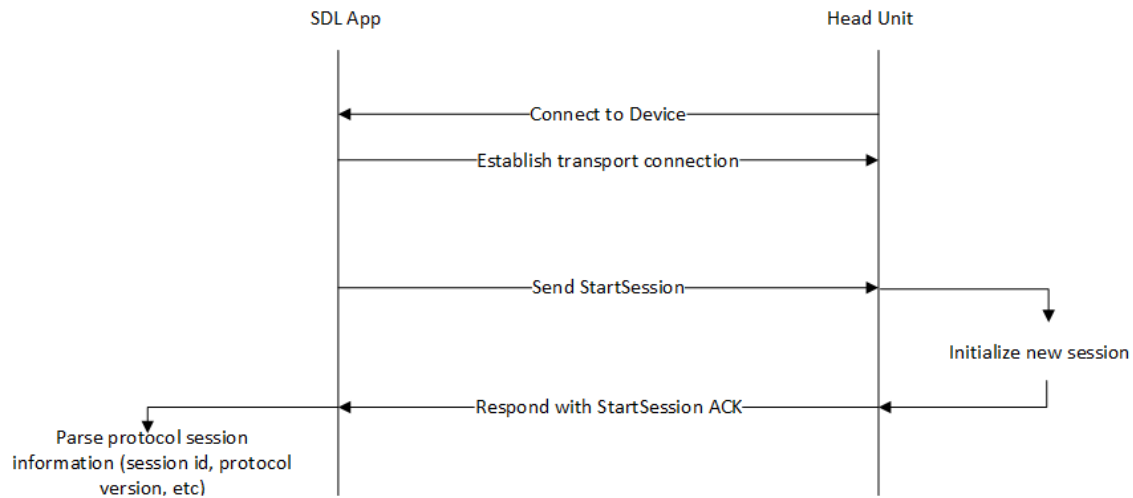 SDL App
Head Unit
Connect to Device
Establish transport connection
Send StartSession
Initialize new session
Respond with StartSession ACK
Parse protocol session
information (session id, protocol
version, etc)